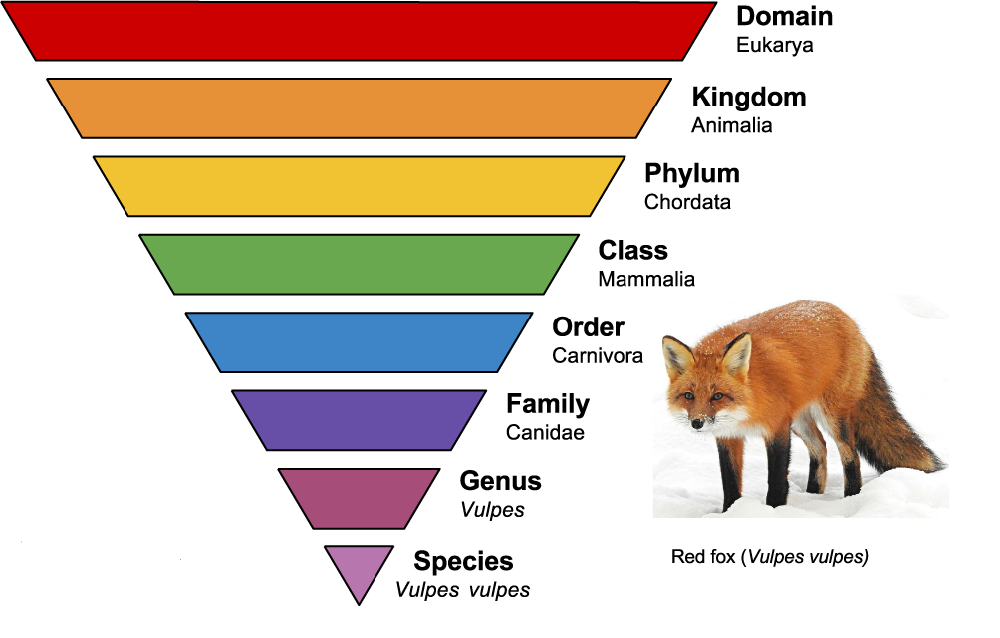 Domain
Eukarya
Kingdom
Animalia
Phylum
Chordata
Class
Mammalia
Order
Carnivora
Family
Canidae
Genus
Vulpes
Species
Vulpes vulpes
Red fox (Vulpes vulpes)